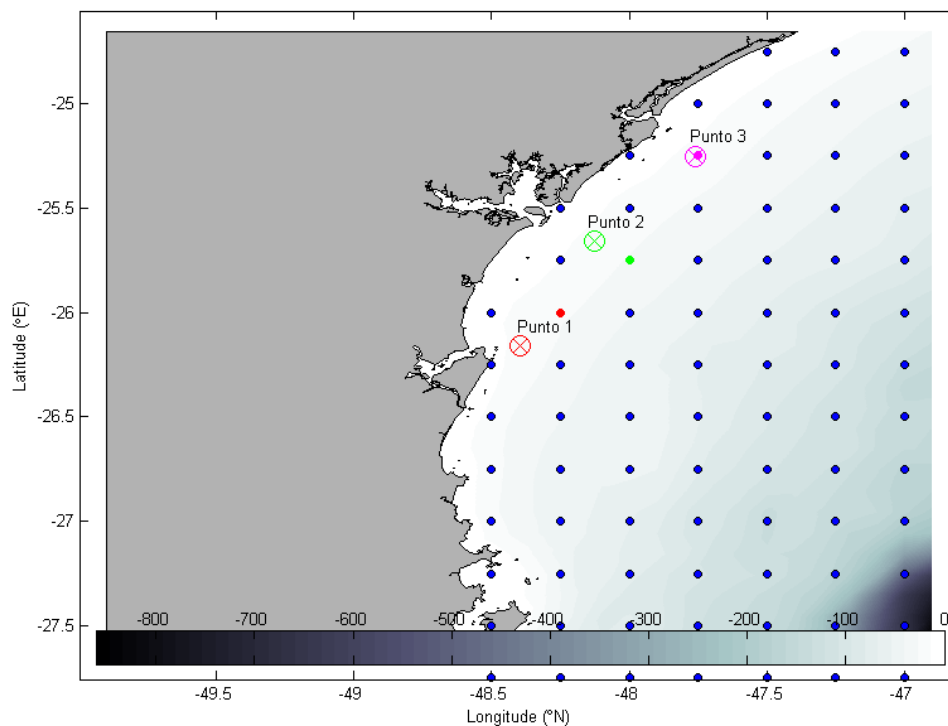 -25
Punto 3
-25.5
Punto 2
-26
Punto 1
Latitude (°E)
-26.5
-27
-27.5
-800 -700 -600 -500 -400 -300 -200 -100 0
-49.5 -49 -48.5 -48 -47.5 -47
Longitude (°N)